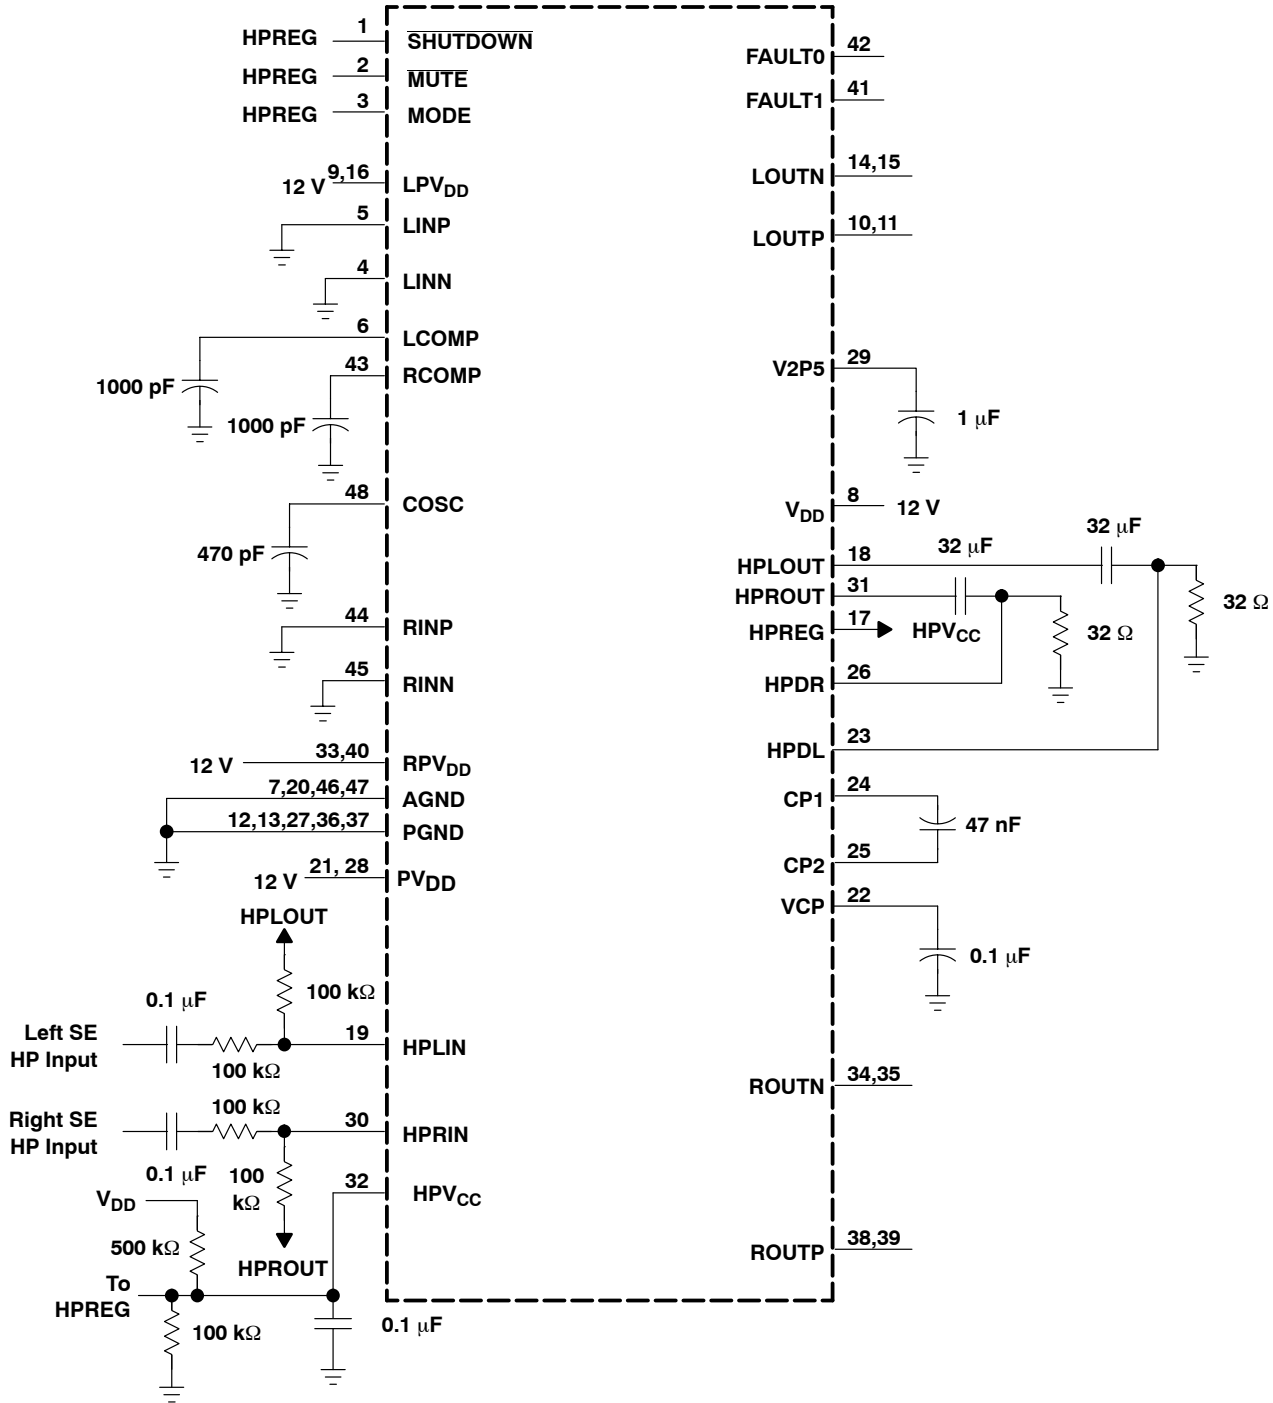 HPREG 1 SHUTDOWN
HPREG 2 MUTE
HPREG 3 MODE
12 V 9,16 LPVDD
5 LINP
4 LINN
6 LCOMP
1000 pF
43 RCOMP
1000 pF
48 COSC
470 pF
44 RINP
45 RINN
12 V 33,40 RPVDD
7,20,46,47 AGND
12,13,27,36,37 PGND
12 V 21, 28 PVDD
HPLOUT
100 kΩ
0.1 μF
Left SE
HP Input
100 kΩ
19 HPLIN
100 kΩ
Right SE
HP Input
30 HPRIN
0.1 μF
100
kΩ
HPROUT
32 HPVCC
VDD
500 kΩ
To
HPREG
100 kΩ
0.1 μF
FAULT0 42
FAULT1 41
LOUTN 14,15
LOUTP 10,11
V2P5 29
1 μF
VDD 8 12 V
HPLOUT 18
32 μF
32 Ω
HPROUT 31
32 μF
32 Ω
HPREG 17 HPVCC
HPDR 26
HPDL 23
CP1 24
47 nF
CP2 25
VCP 22
0.1 μF
ROUTN 34,35
ROUTP 38,39